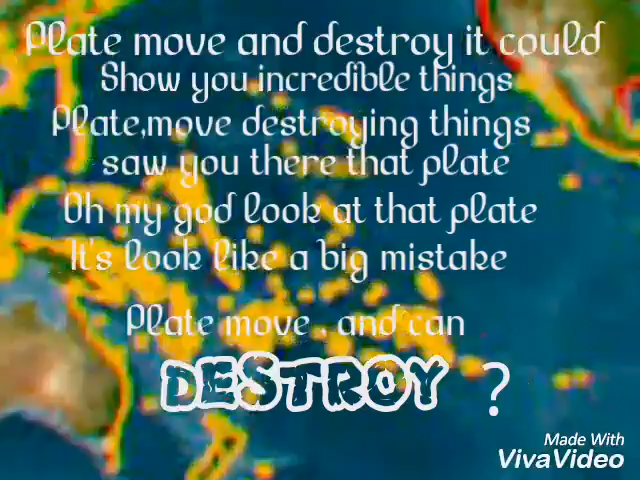 Plate move and destroy it could
Show you incredible things
Plate,move destroying things
saw you there that plate
Oh my god look at that plate
It's look like a big mistake
Plate move . and can
DESTROY ?
Made With
VivaVideo